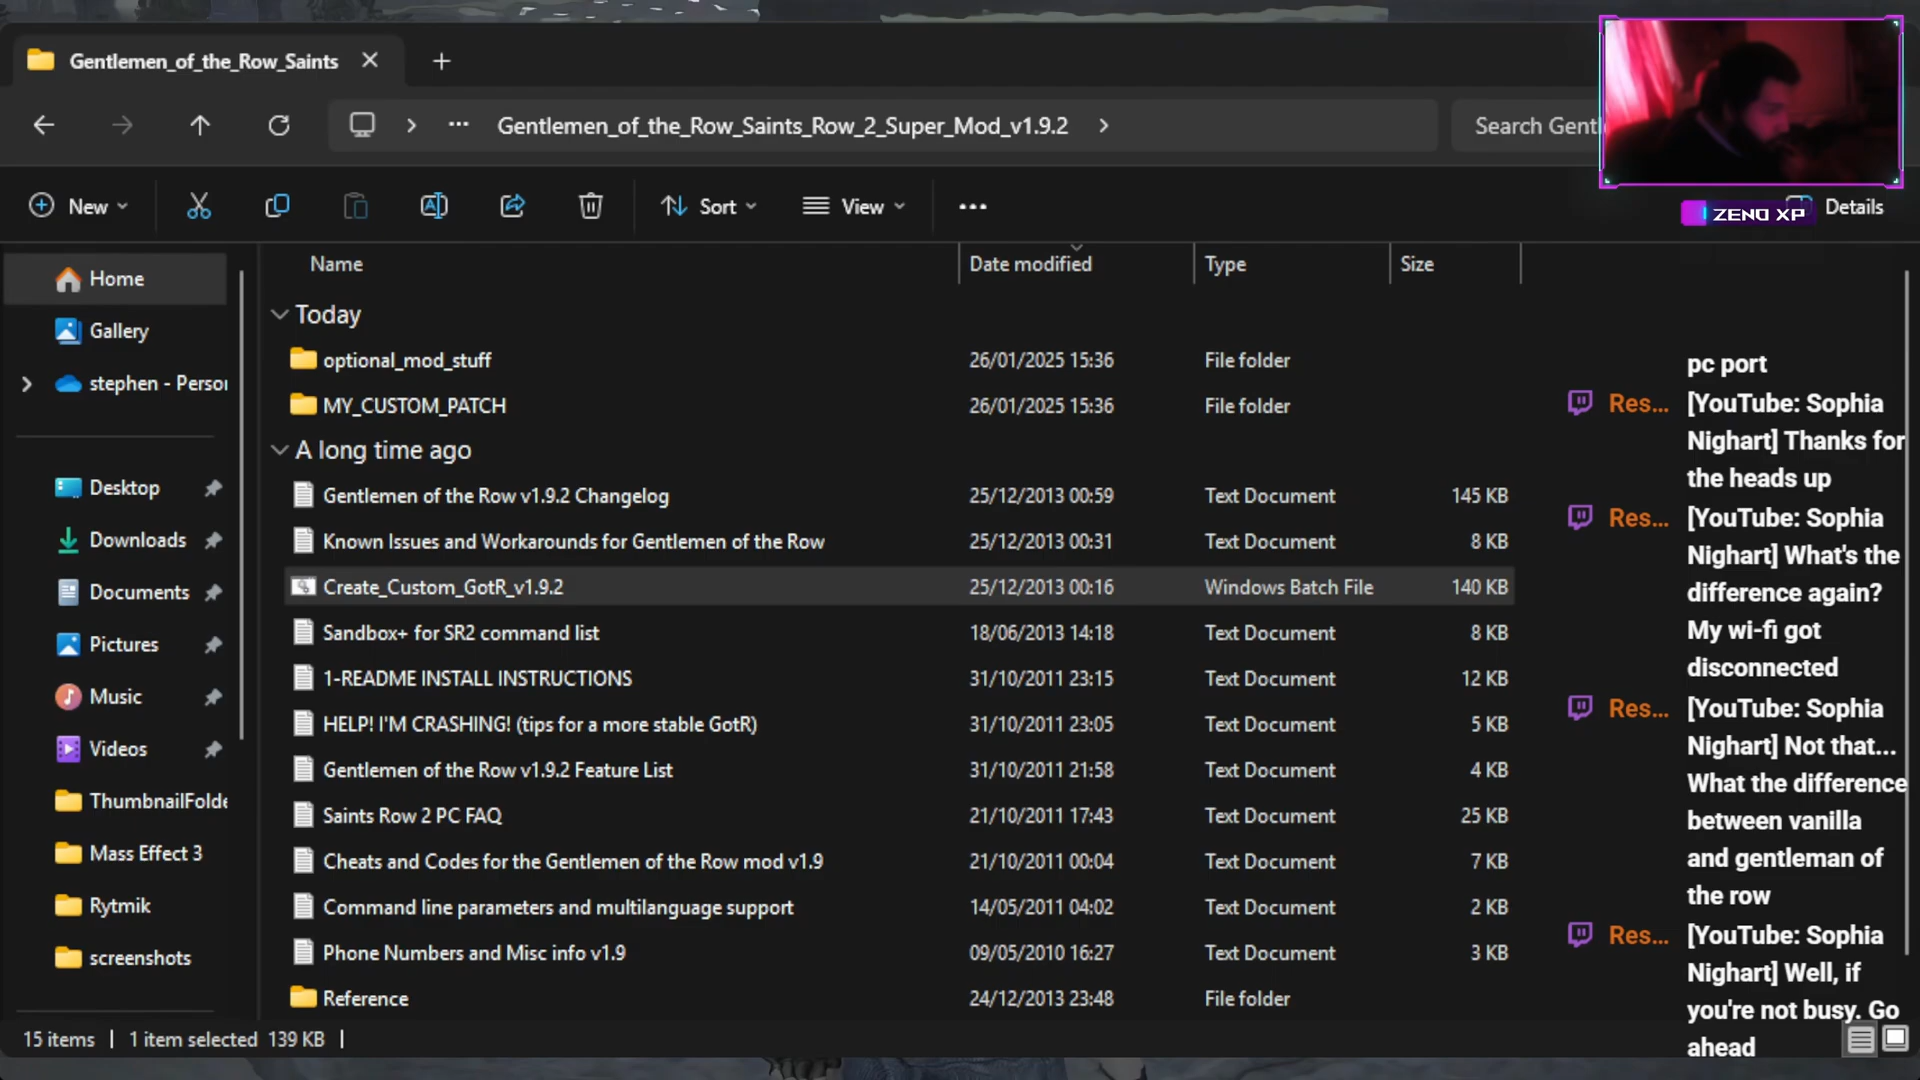 Gentlemen_of_the_Row_Saints
Gentlemen_of_the_Row_Saints_Row_2_Super_Mod_v1.9.2
Search Gentl
New
Sort
View
Details
ZENO XP
Home
Gallery
stephen - Person
Desktop
Downloads
Documents
Pictures
Music
Videos
ThumbnailFolde
Mass Effect 3
Rytmik
screenshots
Name Date modified Type Size
Today
optional_mod_stuff 26/01/2025 15:36 File folder
MY_CUSTOM_PATCH 26/01/2025 15:36 File folder
A long time ago
Gentlemen of the Row v1.9.2 Changelog 25/12/2013 00:59 Text Document 145 KB
Known Issues and Workarounds for Gentlemen of the Row 25/12/2013 00:31 Text Document 8 KB
Create_Custom_GotR_v1.9.2 25/12/2013 00:16 Windows Batch File 140 KB
Sandbox+ for SR2 command list 18/06/2013 14:18 Text Document 8 KB
1-README INSTALL INSTRUCTIONS 31/10/2011 23:15 Text Document 12 KB
HELP! I'M CRASHING! (tips for a more stable GotR) 31/10/2011 23:05 Text Document 5 KB
Gentlemen of the Row v1.9.2 Feature List 31/10/2011 21:58 Text Document 4 KB
Saints Row 2 PC FAQ 21/10/2011 17:43 Text Document 25 KB
Cheats and Codes for the Gentlemen of the Row mod v1.9 21/10/2011 00:04 Text Document 7 KB
Command line parameters and multilanguage support 14/05/2011 04:02 Text Document 2 KB
Phone Numbers and Misc info v1.9 09/05/2010 16:27 Text Document 3 KB
Reference 24/12/2013 23:48 File folder
15 items 1 item selected 139 KB
pc port
Res... [YouTube: Sophia
Nighart] Thanks for
the heads up
Res... [YouTube: Sophia
Nighart] What's the
difference again?
My wi-fi got
disconnected
Res... [YouTube: Sophia
Nighart] Not that...
What the difference
between vanilla
and gentleman of
the row
Res... [YouTube: Sophia
Nighart] Well, if
you're not busy. Go
ahead